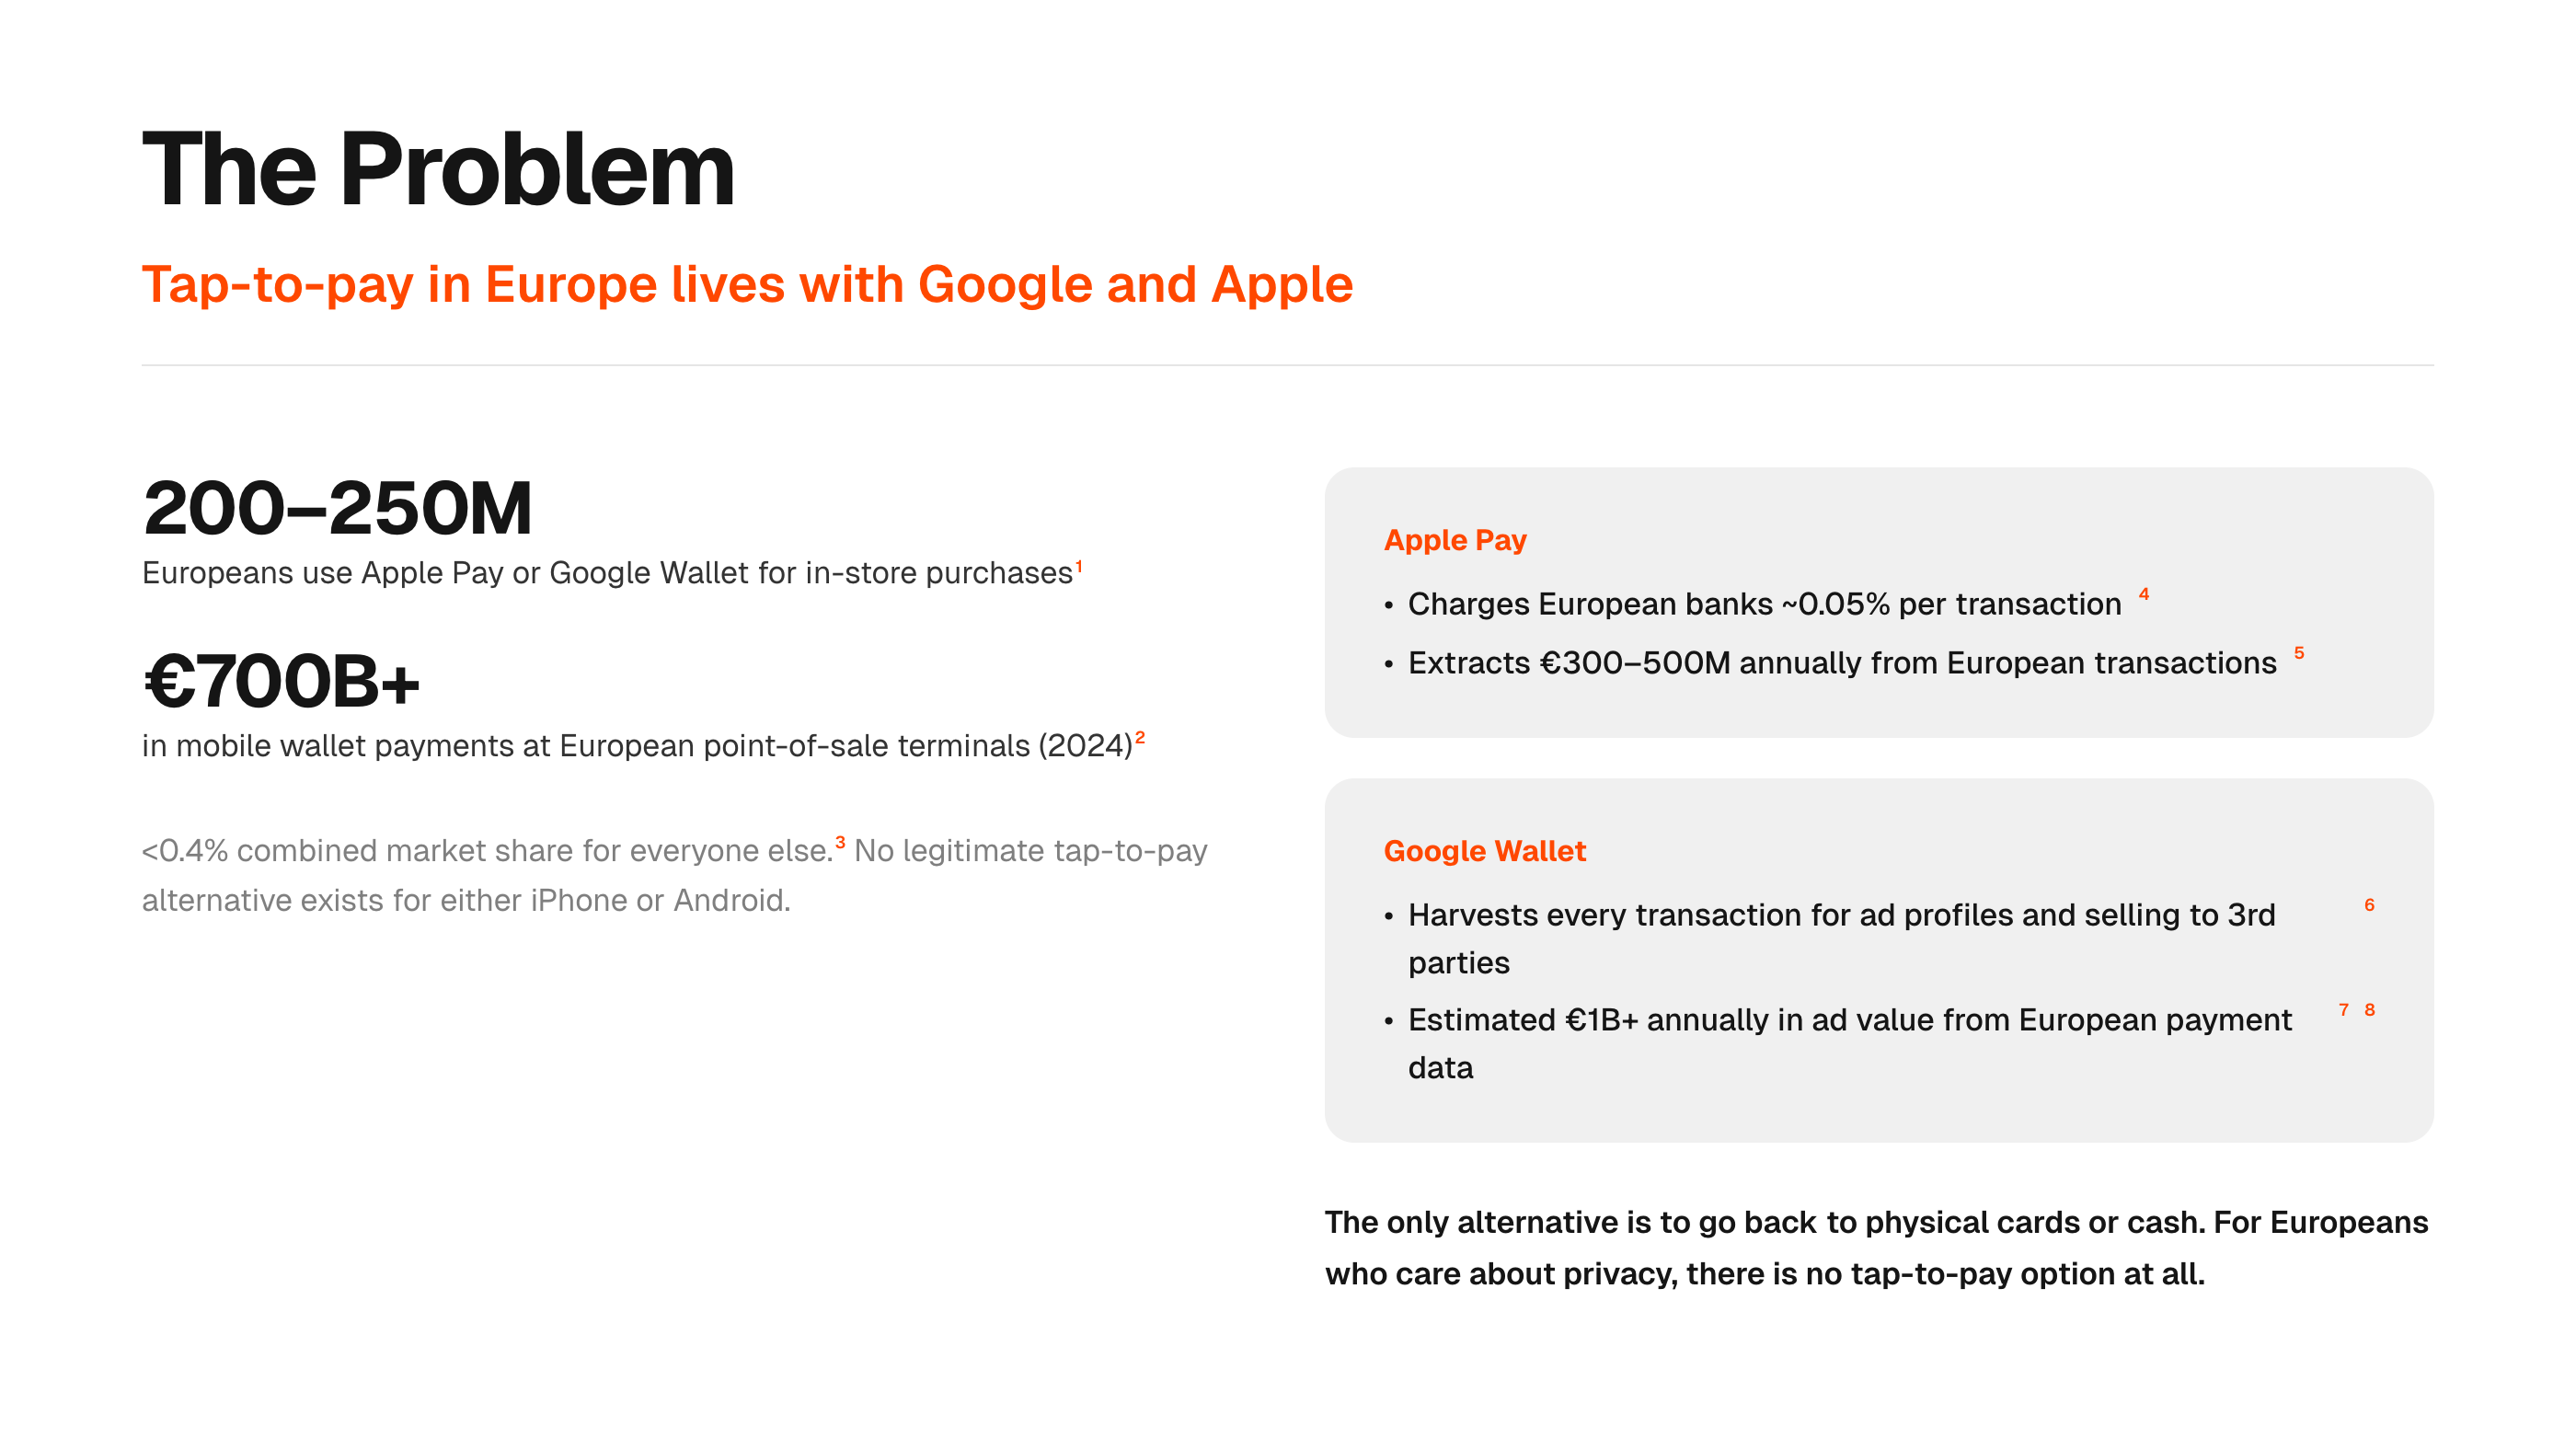 The Problem
Tap-to-pay in Europe lives with Google and Apple
200–250M
Europeans use Apple Pay or Google Wallet for in-store purchases¹
€700B+
in mobile wallet payments at European point-of-sale terminals (2024)²
<0.4% combined market share for everyone else.³ No legitimate tap-to-pay
alternative exists for either iPhone or Android.
Apple Pay
• Charges European banks ~0.05% per transaction ⁴
• Extracts €300–500M annually from European transactions ⁵
Google Wallet
• Harvests every transaction for ad profiles and selling to 3rd ⁶
parties
• Estimated €1B+ annually in ad value from European payment ⁷ ⁸
data
The only alternative is to go back to physical cards or cash. For Europeans
who care about privacy, there is no tap-to-pay option at all.